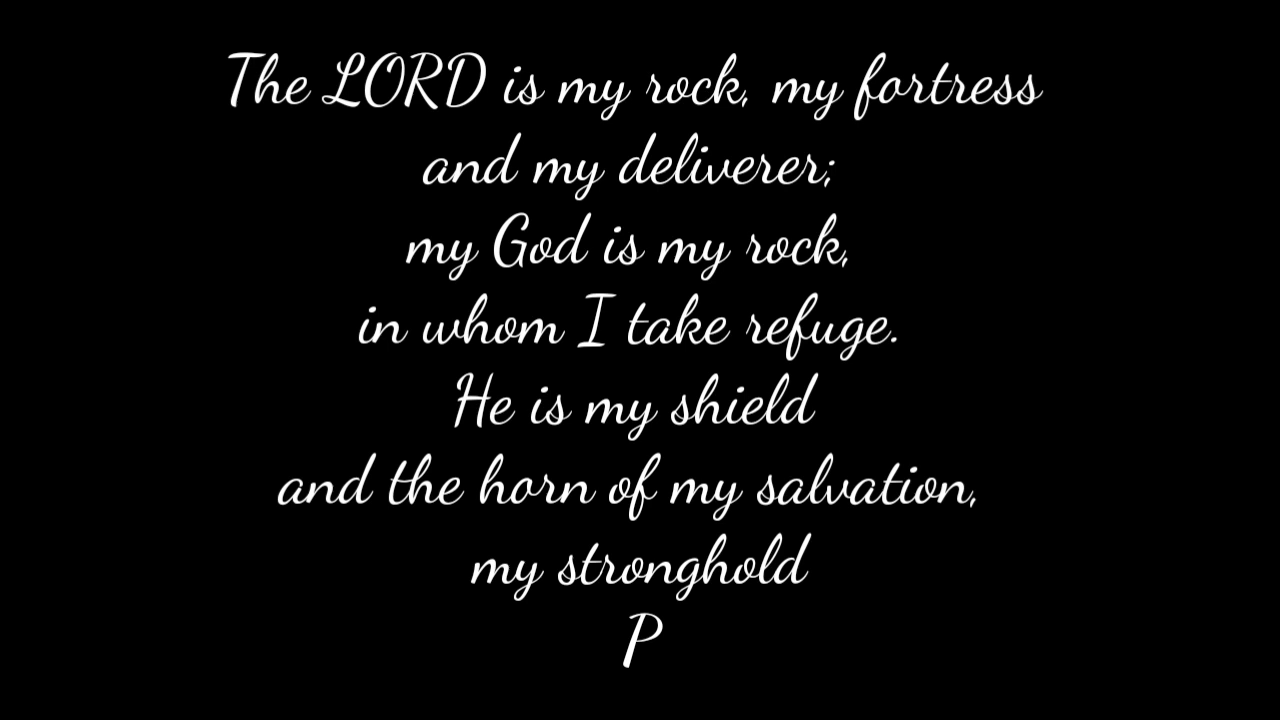 The LORD is my rock, my fortress
and my deliverer;
my God is my rock,
in whom I take refuge.
He is my shield
and the horn of my salvation,
my stronghold
P